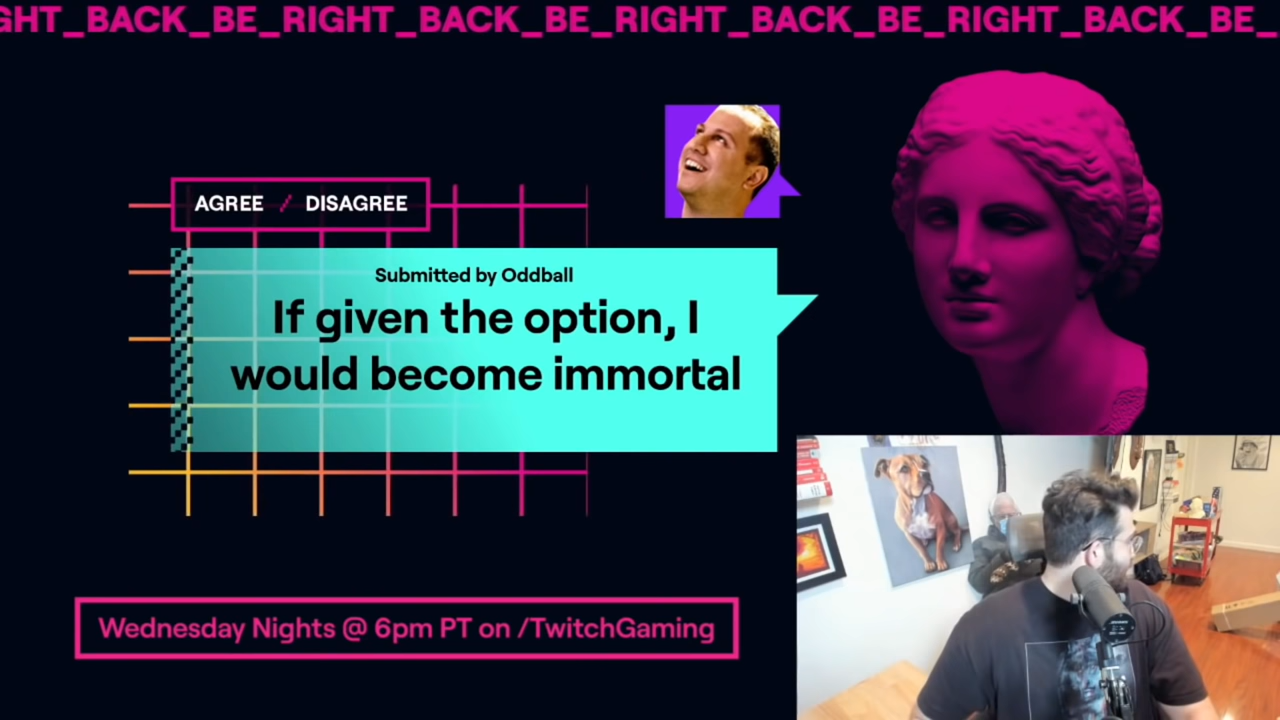 GHT_BACK_BE_RIGHT_BACK_BE_RIGHT_BACK_BE_RIGHT_BACK_BE_
AGREE / DISAGREE
Submitted by Oddball
If given the option, I
would become immortal
Wednesday Nights @ 6pm PT on /TwitchGaming